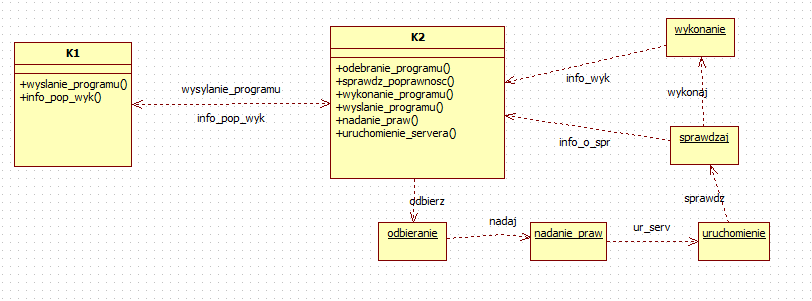 K1
+wyslanie_programu()
+info_pop_wyk()
wysylanie_programu
info_pop_wyk
K2
+odebranie_programu()
+sprawdz_poprawnosc()
+wykonanie_programu()
+wyslanie_programu()
+nadanie_praw()
+uruchomienie_servera()
wykonanie
info_wyk
wykonaj
sprawdzaj
info_o_spr
sprawdz
odbierz
odbieranie
nadaj
nadanie_praw
ur_serv
uruchomienie